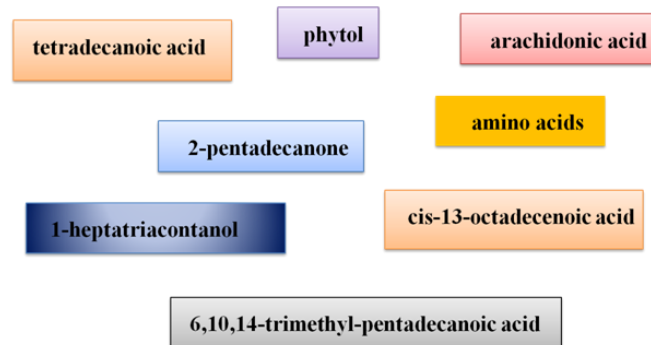 tetradecanoic acid
phytol
arachidonic acid
2-pentadecanone
amino acids
1-heptatriacontanol
cis-13-octadecenoic acid
6,10,14-trimethyl-pentadecanoic acid